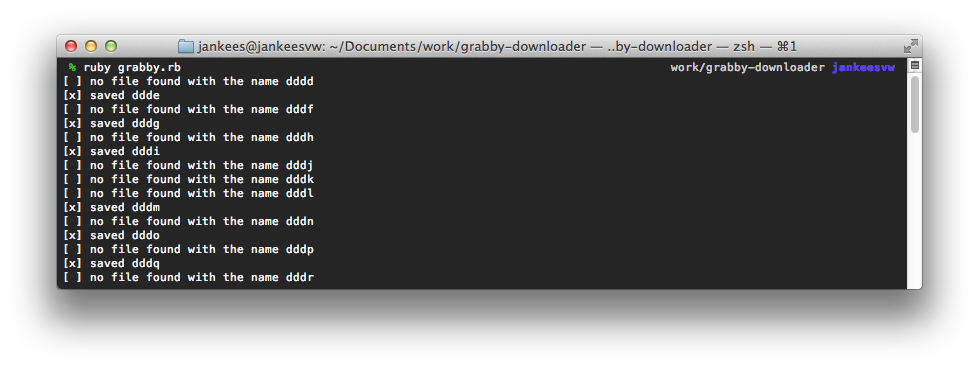 jankees@jankeesvw: ~/Documents/work/grabby-downloader — ..by-downloader — zsh — ⌘1
% ruby grabby.rb work/grabby-downloader jankeesvw
[ ] no file found with the name dddd
[x] saved ddde
[ ] no file found with the name dddf
[x] saved dddg
[ ] no file found with the name dddh
[x] saved dddi
[ ] no file found with the name dddj
[ ] no file found with the name dddk
[ ] no file found with the name dddl
[x] saved dddm
[ ] no file found with the name dddn
[x] saved dddo
[ ] no file found with the name dddp
[x] saved dddq
[ ] no file found with the name dddr